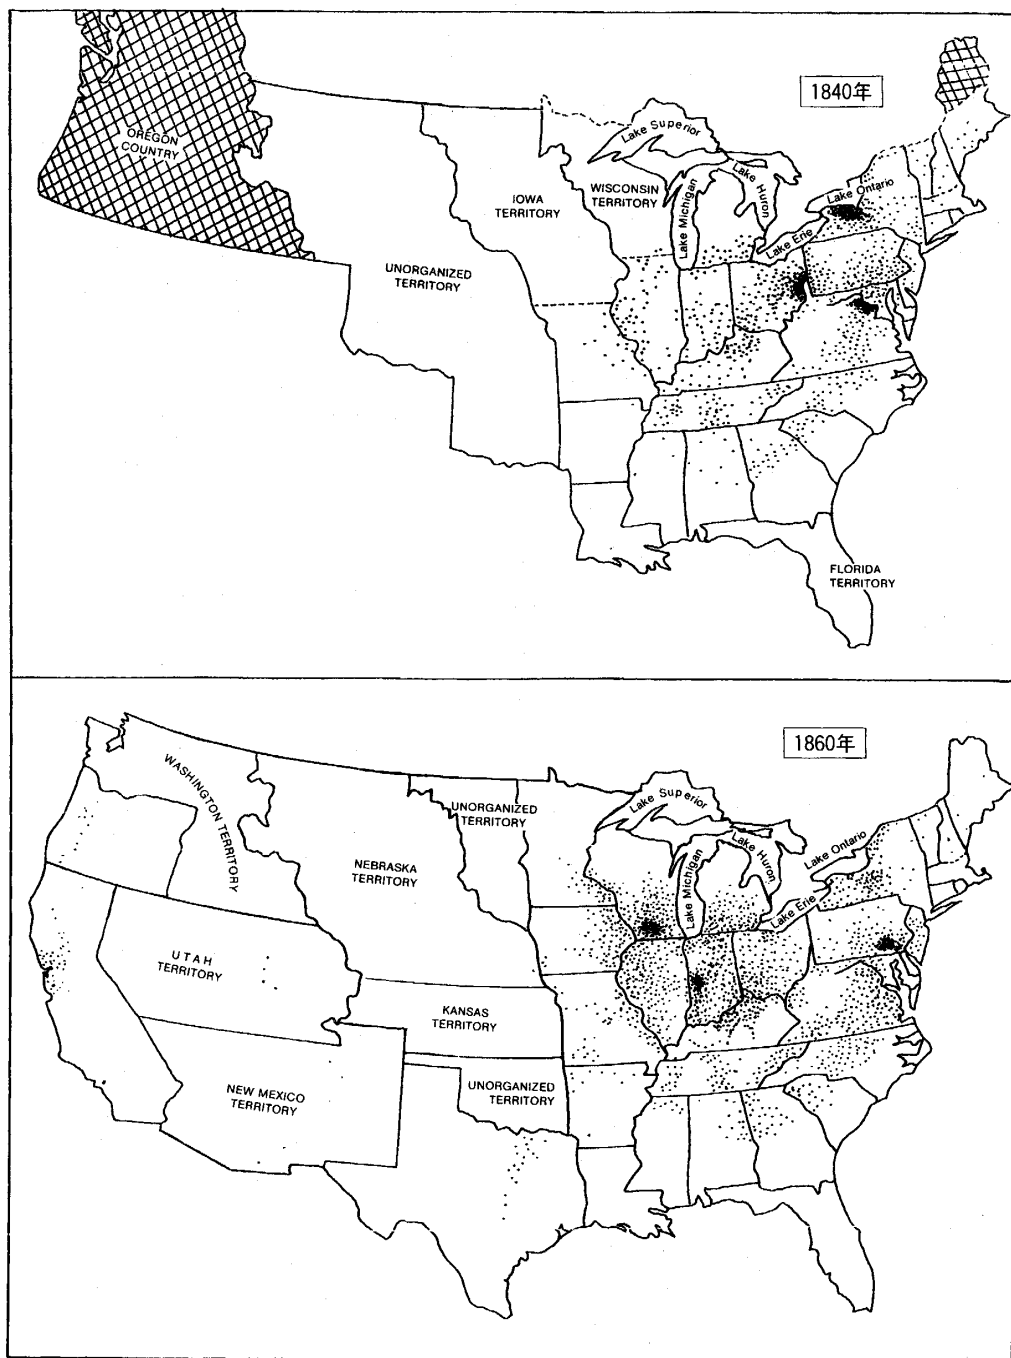 1840年
OREGON
COUNTRY
Lake Superior
IOWA
TERRITORY
WISCONSIN
TERRITORY
Lake Michigan
Lake Huron
Lake Ontario
Lake Erie
UNORGANIZED
TERRITORY
FLORIDA
TERRITORY
1860年
WASHINGTON TERRITORY
UNORGANIZED
TERRITORY
Lake Superior
NEBRASKA
TERRITORY
Lake Michigan
Lake Huron
Lake Ontario
Lake Erie
UTAH
TERRITORY
KANSAS
TERRITORY
NEW MEXICO
TERRITORY
UNORGANIZED
TERRITORY